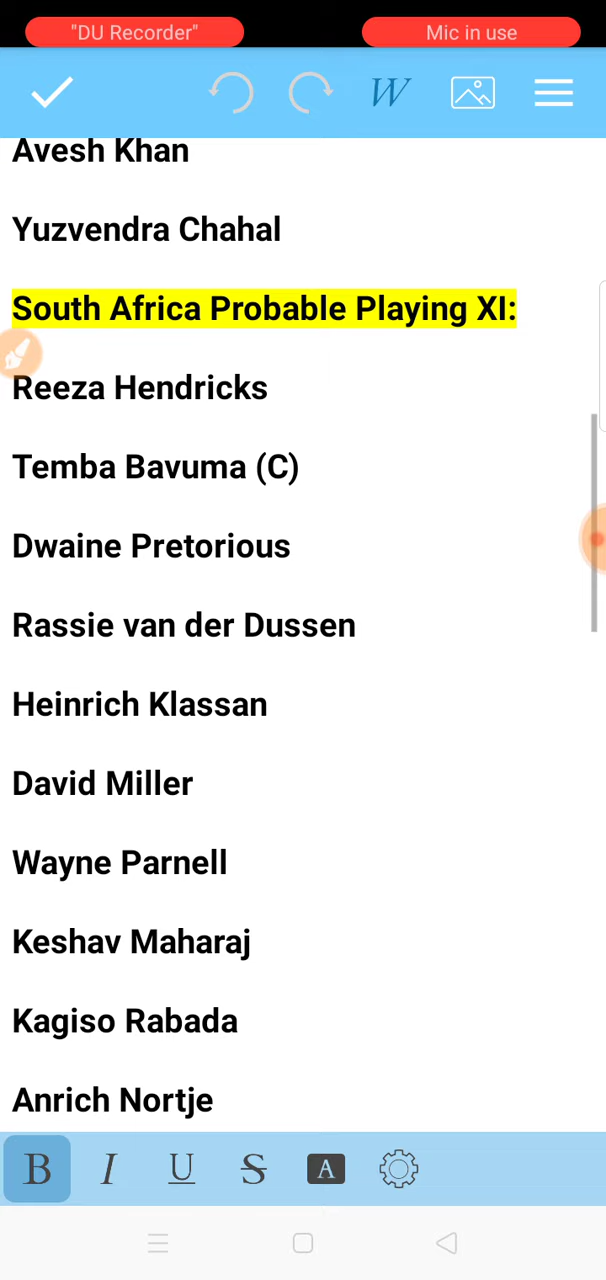 "DU Recorder" Mic in use
W
Avesh Khan
Yuzvendra Chahal
South Africa Probable Playing XI:
Reeza Hendricks
Temba Bavuma (C)
Dwaine Pretorious
Rassie van der Dussen
Heinrich Klassan
David Miller
Wayne Parnell
Keshav Maharaj
Kagiso Rabada
Anrich Nortje
B I U S A